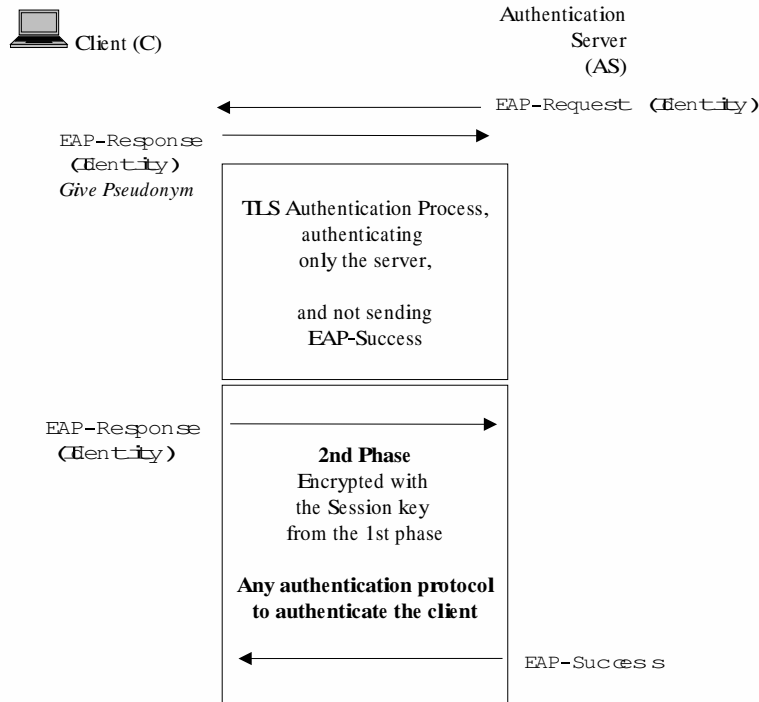 Client (C)
Authentication
Server
(AS)
EAP-Request (Identity)
EAP-Response
(Identity)
Give Pseudonym
TLS Authentication Process,
authenticating
only the server,
and not sending
EAP-Success
EAP-Response
(Identity)
2nd Phase
Encrypted with
the Session key
from the 1st phase
Any authentication protocol
to authenticate the client
EAP-Success